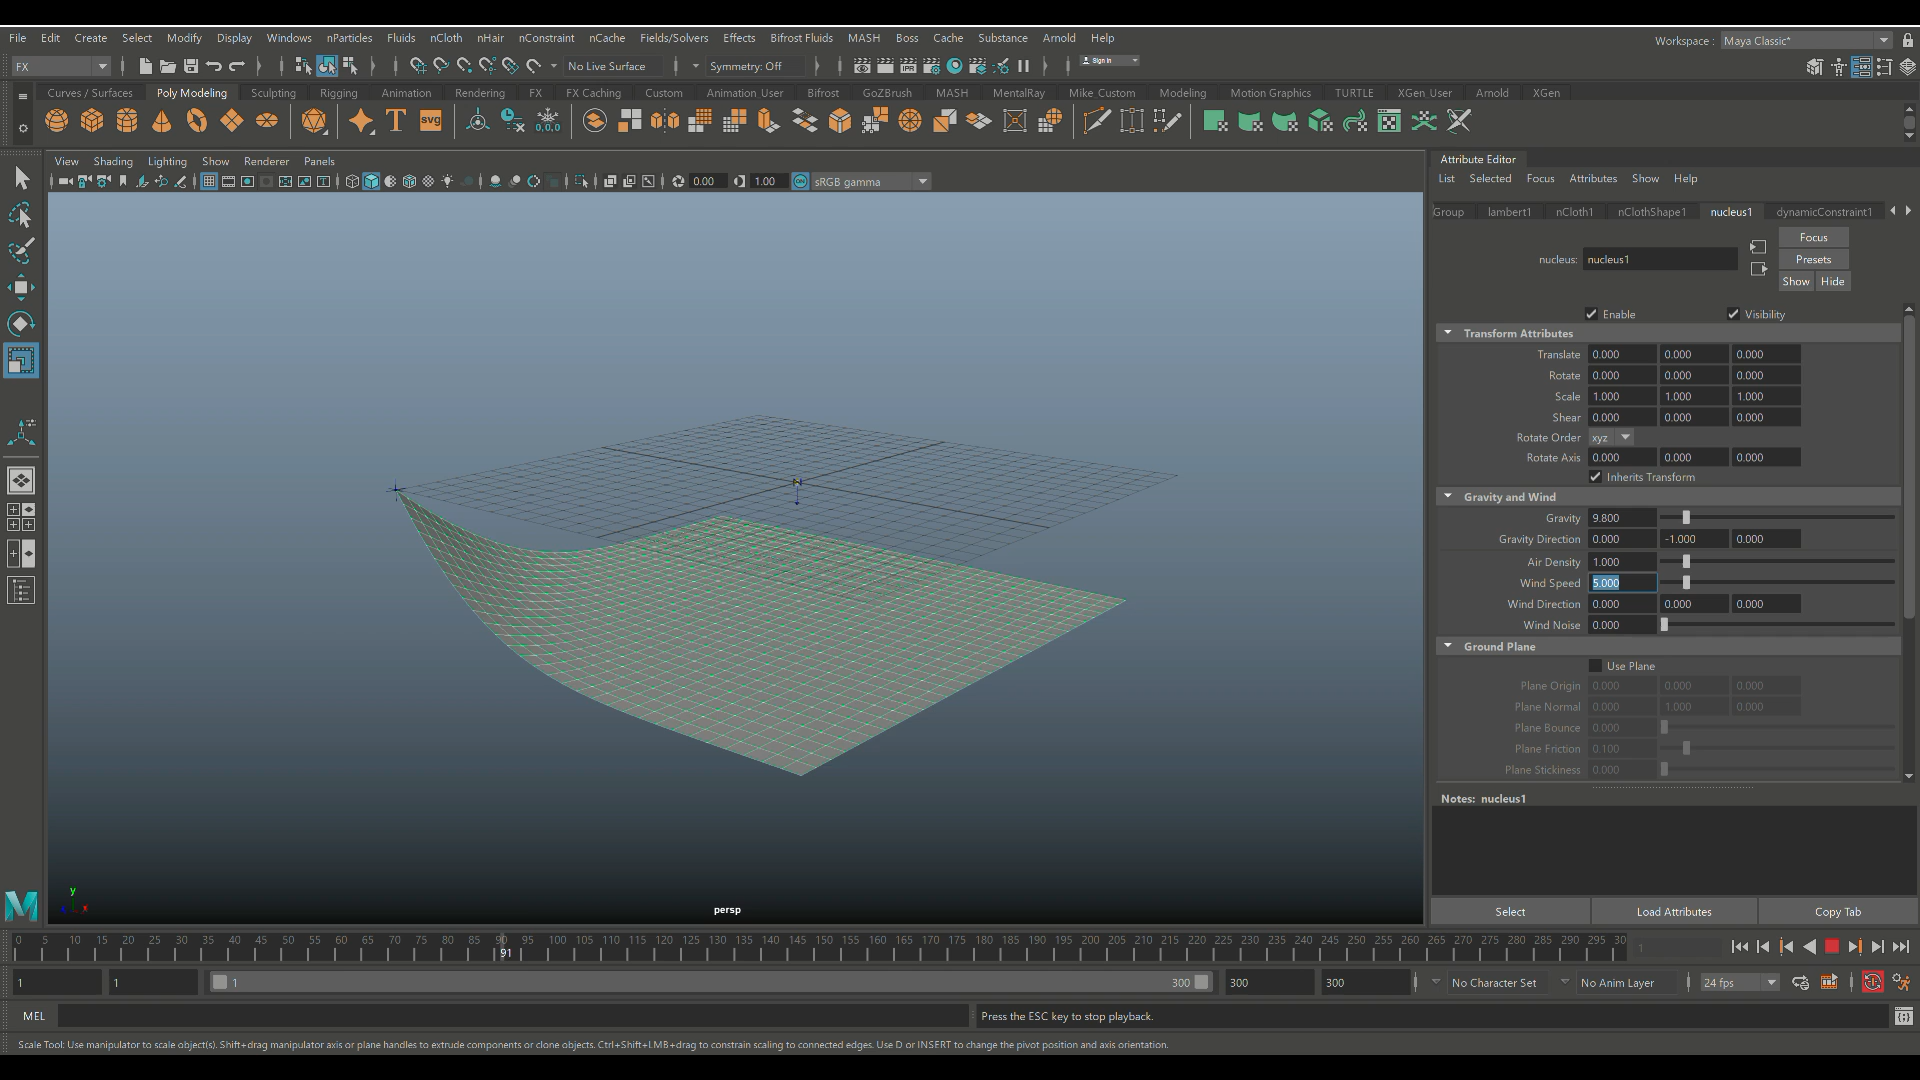 File Edit Create Select Modify Display Windows nParticles Fluids nCloth nHair nConstraint nCache Fields/Solvers Effects Bifrost Fluids MASH Boss Cache Substance Arnold Help
Workspace : Maya Classic*
FX
No Live Surface
Symmetry: Off
Sign in
Curves / Surfaces Poly Modeling Sculpting Rigging Animation Rendering FX FX Caching Custom Animation_User Bifrost GoZBrush MASH MentalRay Mike_Custom Modeling Motion Graphics TURTLE XGen_User Arnold XGen
T svg
0,0,0
IPR
View Shading Lighting Show Renderer Panels
0.00 1.00 ON sRGB gamma
Attribute Editor
List Selected Focus Attributes Show Help
Group lambert1 nCloth1 nClothShape1 nucleus1 dynamicConstraint1
nucleus: nucleus1
Focus
Presets
Show Hide
Enable Visibility
Transform Attributes
Translate 0.000 0.000 0.000
Rotate 0.000 0.000 0.000
Scale 1.000 1.000 1.000
Shear 0.000 0.000 0.000
Rotate Order xyz
Rotate Axis 0.000 0.000 0.000
Inherits Transform
Gravity and Wind
Gravity 9.800
Gravity Direction 0.000 -1.000 0.000
Air Density 1.000
Wind Speed 5.000
Wind Direction 0.000 0.000 0.000
Wind Noise 0.000
Ground Plane
Use Plane
Plane Origin 0.000 0.000 0.000
Plane Normal 0.000 1.000 0.000
Plane Bounce 0.000
Plane Friction 0.100
Plane Stickiness 0.000
Notes: nucleus1
Select Load Attributes Copy Tab
N
y
x
persp
M
0 5 10 15 20 25 30 35 40 45 50 55 60 65 70 75 80 85 90 95 100 105 110 115 120 125 130 135 140 145 150 155 160 165 170 175 180 185 190 195 200 205 210 215 220 225 230 235 240 245 250 255 260 265 270 275 280 285 290 295 30
91
1
1 1 1 300 300 300 No Character Set No Anim Layer 24 fps
MEL Press the ESC key to stop playback.
Scale Tool: Use manipulator to scale object(s). Shift+drag manipulator axis or plane handles to extrude components or clone objects. Ctrl+Shift+LMB+drag to constrain scaling to connected edges. Use D or INSERT to change the pivot position and axis orientation.